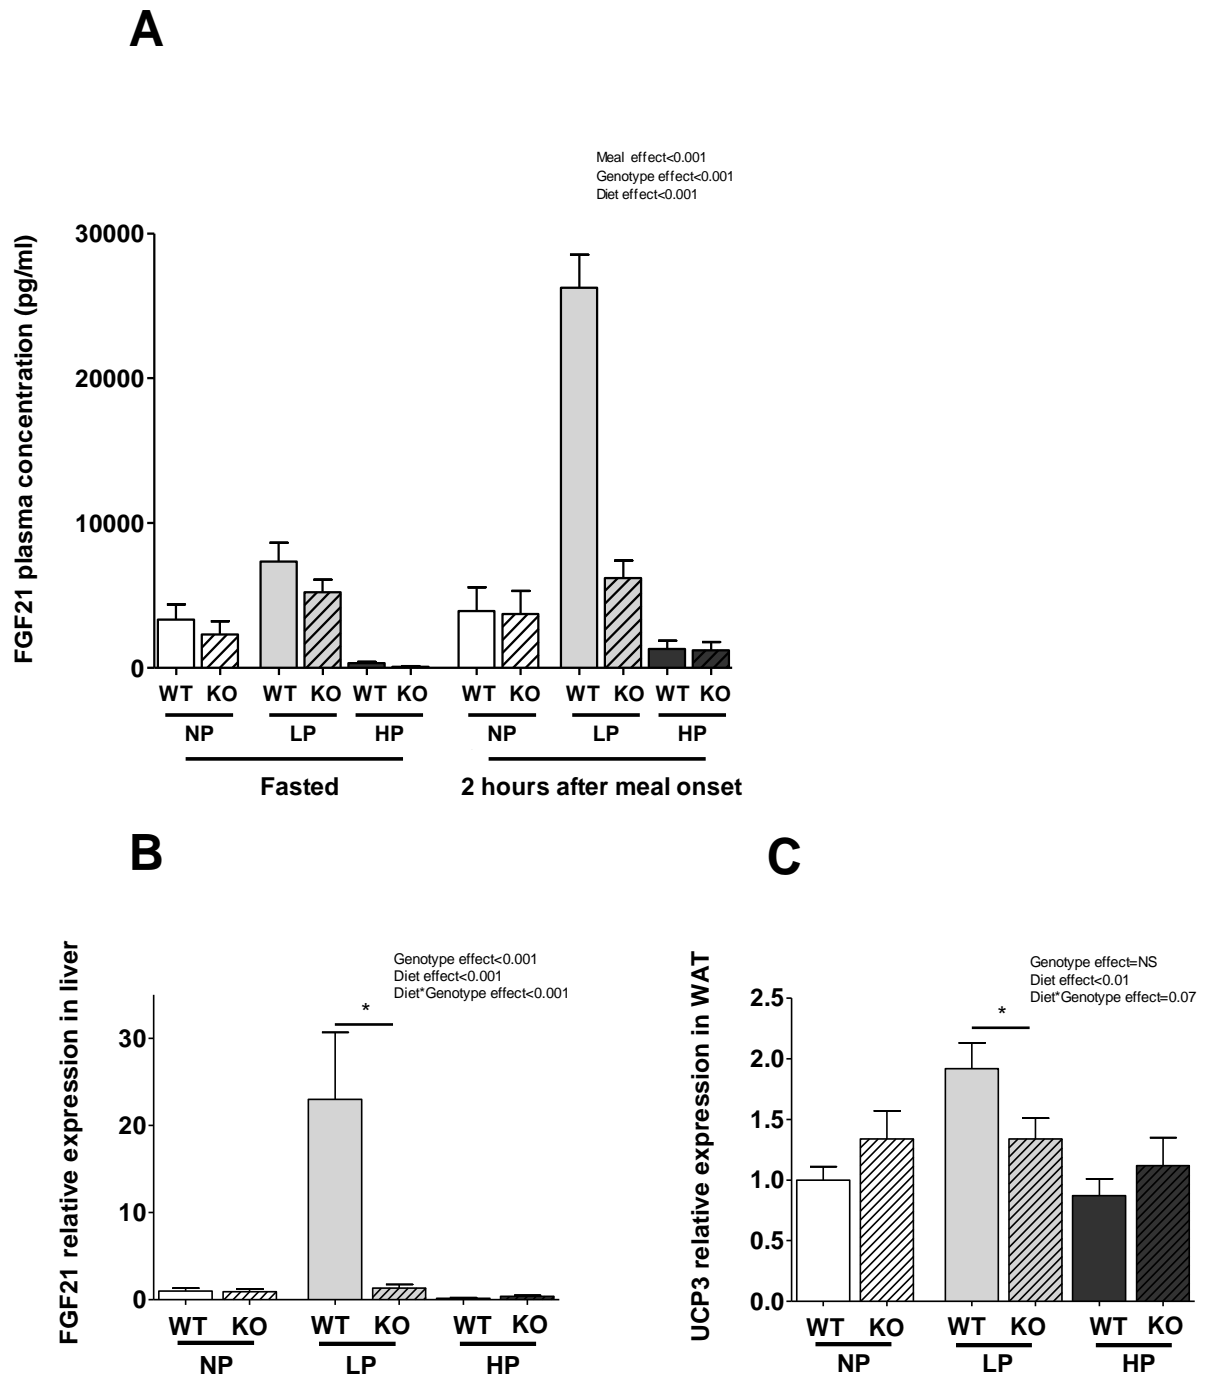 A
Meal effect<0.001
Genotype effect<0.001
Diet effect<0.001
FGF21 plasma concentration (pg/ml)
30000
20000
10000
0
WT KO WT KO WT KO WT KO WT KO WT KO
NP LP HP NP LP HP
Fasted 2 hours after meal onset
B
Genotype effect<0.001
Diet effect<0.001
Diet*Genotype effect<0.001
*
FGF21 relative expression in liver
30
20
10
0
WT KO WT KO WT KO
NP LP HP
C
Genotype effect=NS
Diet effect<0.01
Diet*Genotype effect=0.07
*
UCP3 relative expression in WAT
2.5
2.0
1.5
1.0
0.5
0.0
WT KO WT KO WT KO
NP LP HP